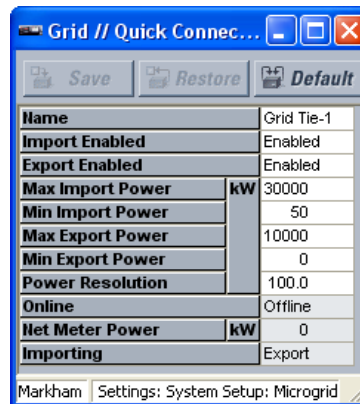 Grid // Quick Connec...
Save Restore Default
Name Grid Tie-1
Import Enabled Enabled
Export Enabled Enabled
Max Import Power kW 30000
Min Import Power 50
Max Export Power 10000
Min Export Power 0
Power Resolution 100.0
Online Offline
Net Meter Power kW 0
Importing Export
Markham Settings: System Setup: Microgrid